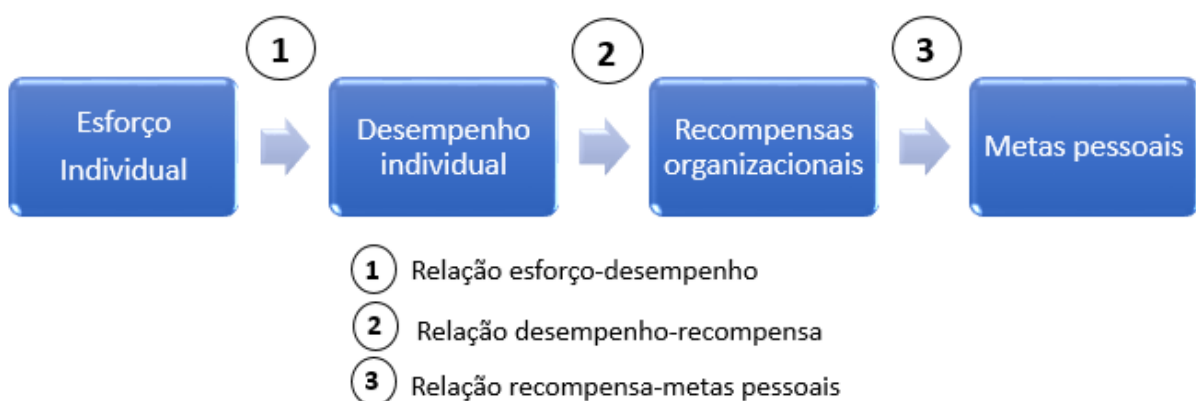 1
2
3
Esforço
Individual
Desempenho
individual
Recompensas
organizacionais
Metas pessoais
1 Relação esforço-desempenho
2 Relação desempenho-recompensa
3 Relação recompensa-metas pessoais